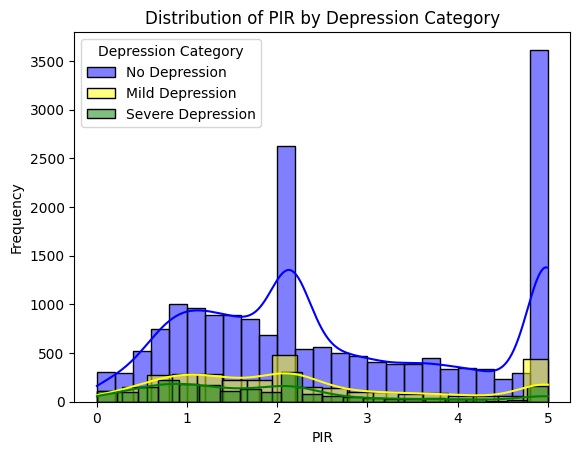 Distribution of PIR by Depression Category
Depression Category
No Depression
Mild Depression
Severe Depression
Frequency
3500
3000
2500
2000
1500
1000
500
0
0 1 2 3 4 5
PIR